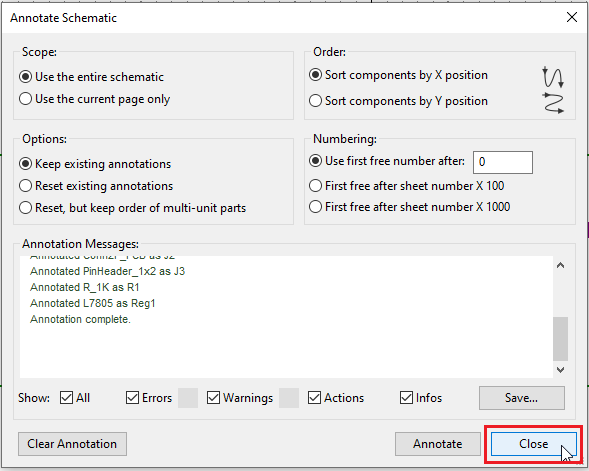 Annotate Schematic
Scope:
Use the entire schematic
Use the current page only
Order:
Sort components by X position
Sort components by Y position
Options:
Keep existing annotations
Reset existing annotations
Reset, but keep order of multi-unit parts
Numbering:
Use first free number after: 0
First free after sheet number X 100
First free after sheet number X 1000
Annotation Messages:
Annotated Conn2P_PCB as J2
Annotated PinHeader_1x2 as J3
Annotated R_1K as R1
Annotated L7805 as Reg1
Annotation complete.
Show: All Errors Warnings Actions Infos Save...
Clear Annotation Annotate Close